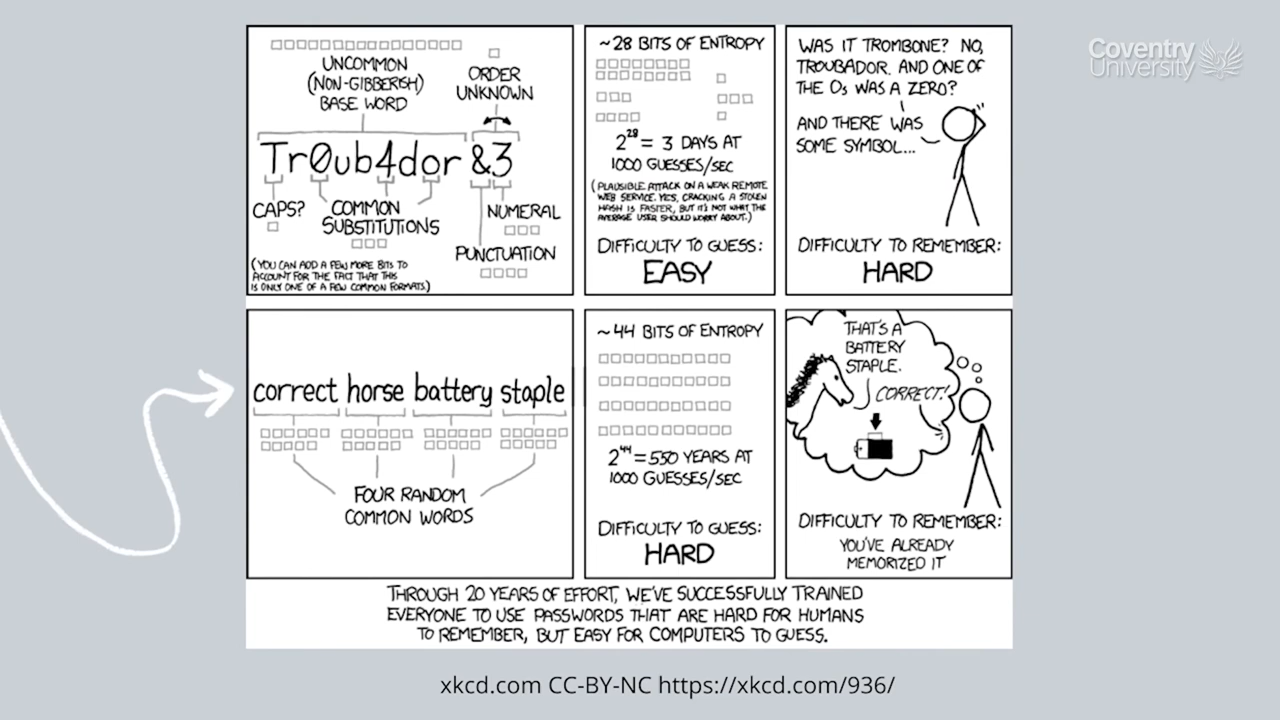 UNCOMMON
(NON-GIBBERISH)
BASE WORD
ORDER
UNKNOWN
Tr0ub4dor &3
CAPS?
COMMON
SUBSTITUTIONS
NUMERAL
PUNCTUATION
(YOU CAN ADD A FEW MORE BITS TO
ACCOUNT FOR THE FACT THAT THIS
IS ONLY ONE OF A FEW COMMON FORMATS.)
~28 BITS OF ENTROPY
2^28 = 3 DAYS AT
1000 GUESSES/SEC
(PLAUSIBLE ATTACK ON A WEAK REMOTE
WEB SERVICE. YES, CRACKING A STOLEN
HASH IS FASTER, BUT IT'S NOT WHAT THE
AVERAGE USER SHOULD WORRY ABOUT.)
DIFFICULTY TO GUESS:
EASY
WAS IT TROMBONE? NO,
TROUBADOR. AND ONE OF
THE Os WAS A ZERO?
AND THERE WAS
SOME SYMBOL...
DIFFICULTY TO REMEMBER:
HARD
Coventry
University
correct horse battery staple
FOUR RANDOM
COMMON WORDS
~44 BITS OF ENTROPY
2^44 = 550 YEARS AT
1000 GUESSES/SEC
DIFFICULTY TO GUESS:
HARD
THAT'S A
BATTERY
STAPLE.
CORRECT!
DIFFICULTY TO REMEMBER:
YOU'VE ALREADY
MEMORIZED IT
THROUGH 20 YEARS OF EFFORT, WE'VE SUCCESSFULLY TRAINED
EVERYONE TO USE PASSWORDS THAT ARE HARD FOR HUMANS
TO REMEMBER, BUT EASY FOR COMPUTERS TO GUESS.
xkcd.com CC-BY-NC https://xkcd.com/936/